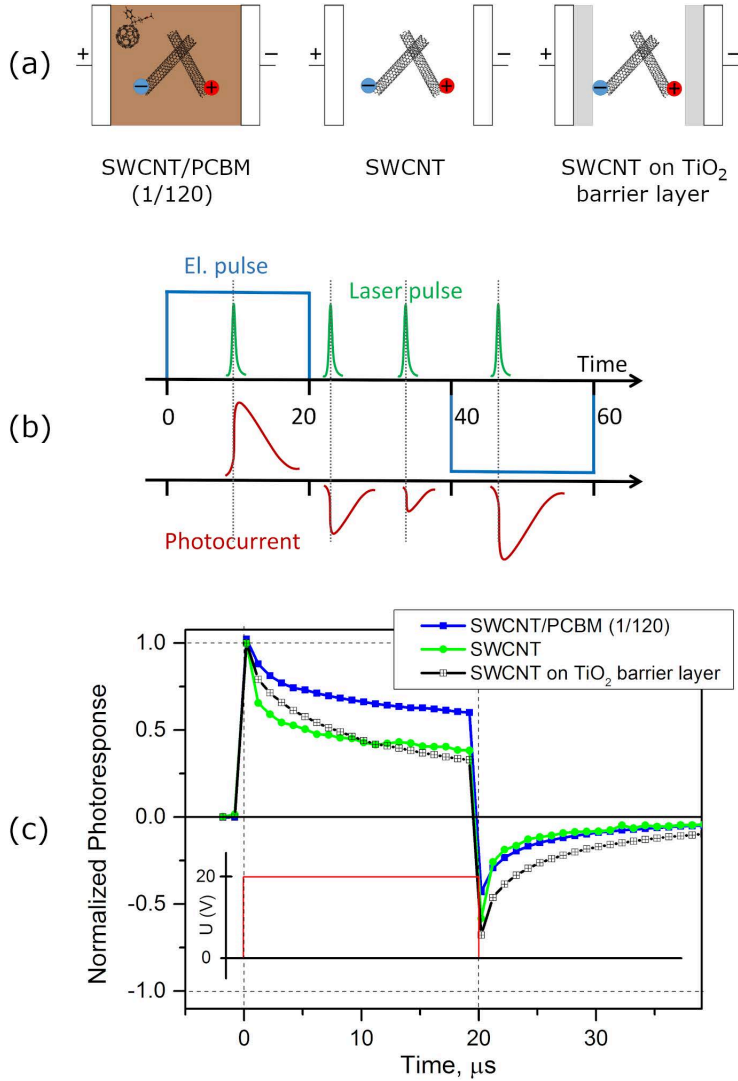 (a)
+
−
+
−
+
−
−
+
−
+
−
+
SWCNT/PCBM
(1/120)
SWCNT
SWCNT on TiO₂
barrier layer
(b)
El. pulse
Laser pulse
Time
0
20
40
60
Photocurrent
(c)
SWCNT/PCBM (1/120)
SWCNT
SWCNT on TiO₂ barrier layer
Normalized Photoresponse
1.0
0.5
0.0
-0.5
-1.0
U (V)
20
0
0
10
20
30
Time, μs